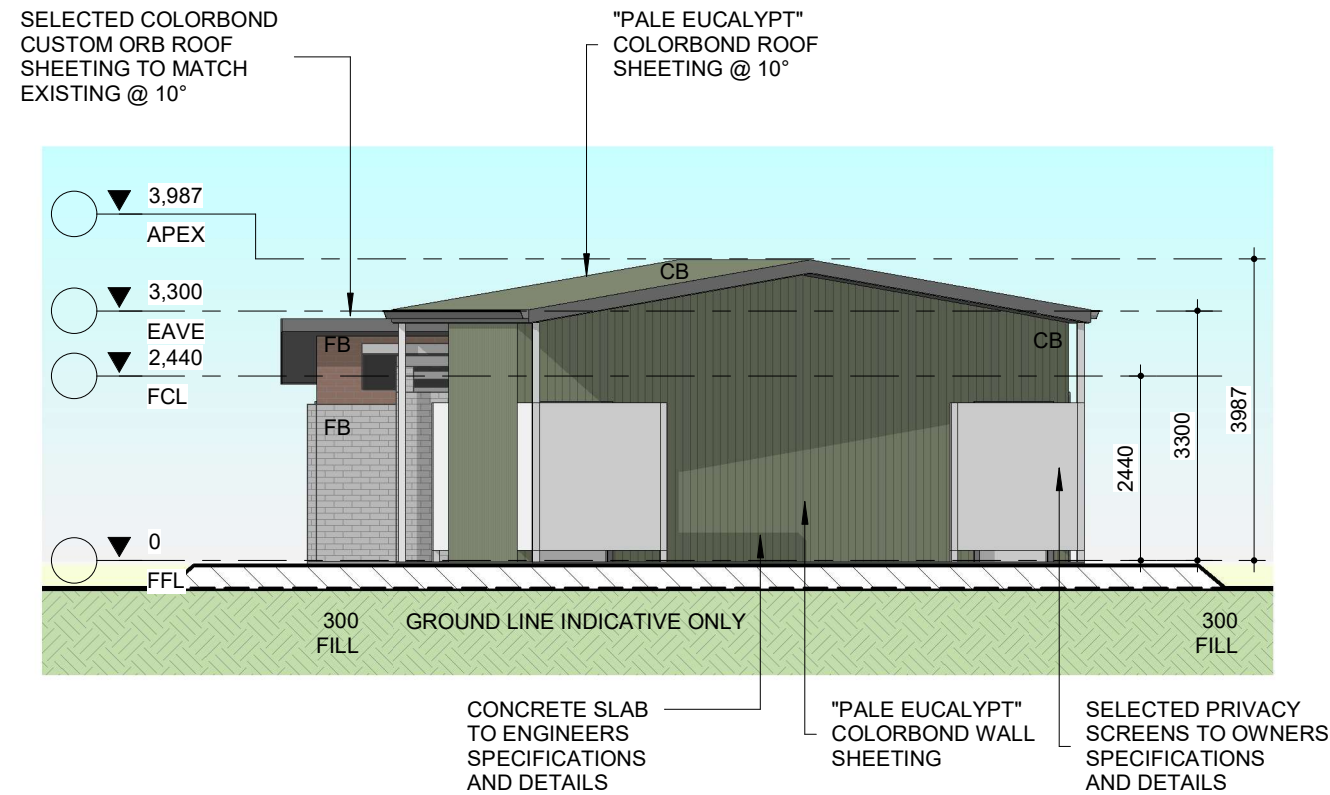 SELECTED COLORBOND
CUSTOM ORB ROOF
SHEETING TO MATCH
EXISTING @ 10°
"PALE EUCALYPT"
COLORBOND ROOF
SHEETING @ 10°
3,987
APEX
3,300
EAVE
2,440
FCL
0
FFL
CB
FB
CB
FB
2440
3300
3987
300
FILL
GROUND LINE INDICATIVE ONLY
300
FILL
CONCRETE SLAB
TO ENGINEERS
SPECIFICATIONS
AND DETAILS
"PALE EUCALYPT"
COLORBOND WALL
SHEETING
SELECTED PRIVACY
SCREENS TO OWNERS
SPECIFICATIONS
AND DETAILS